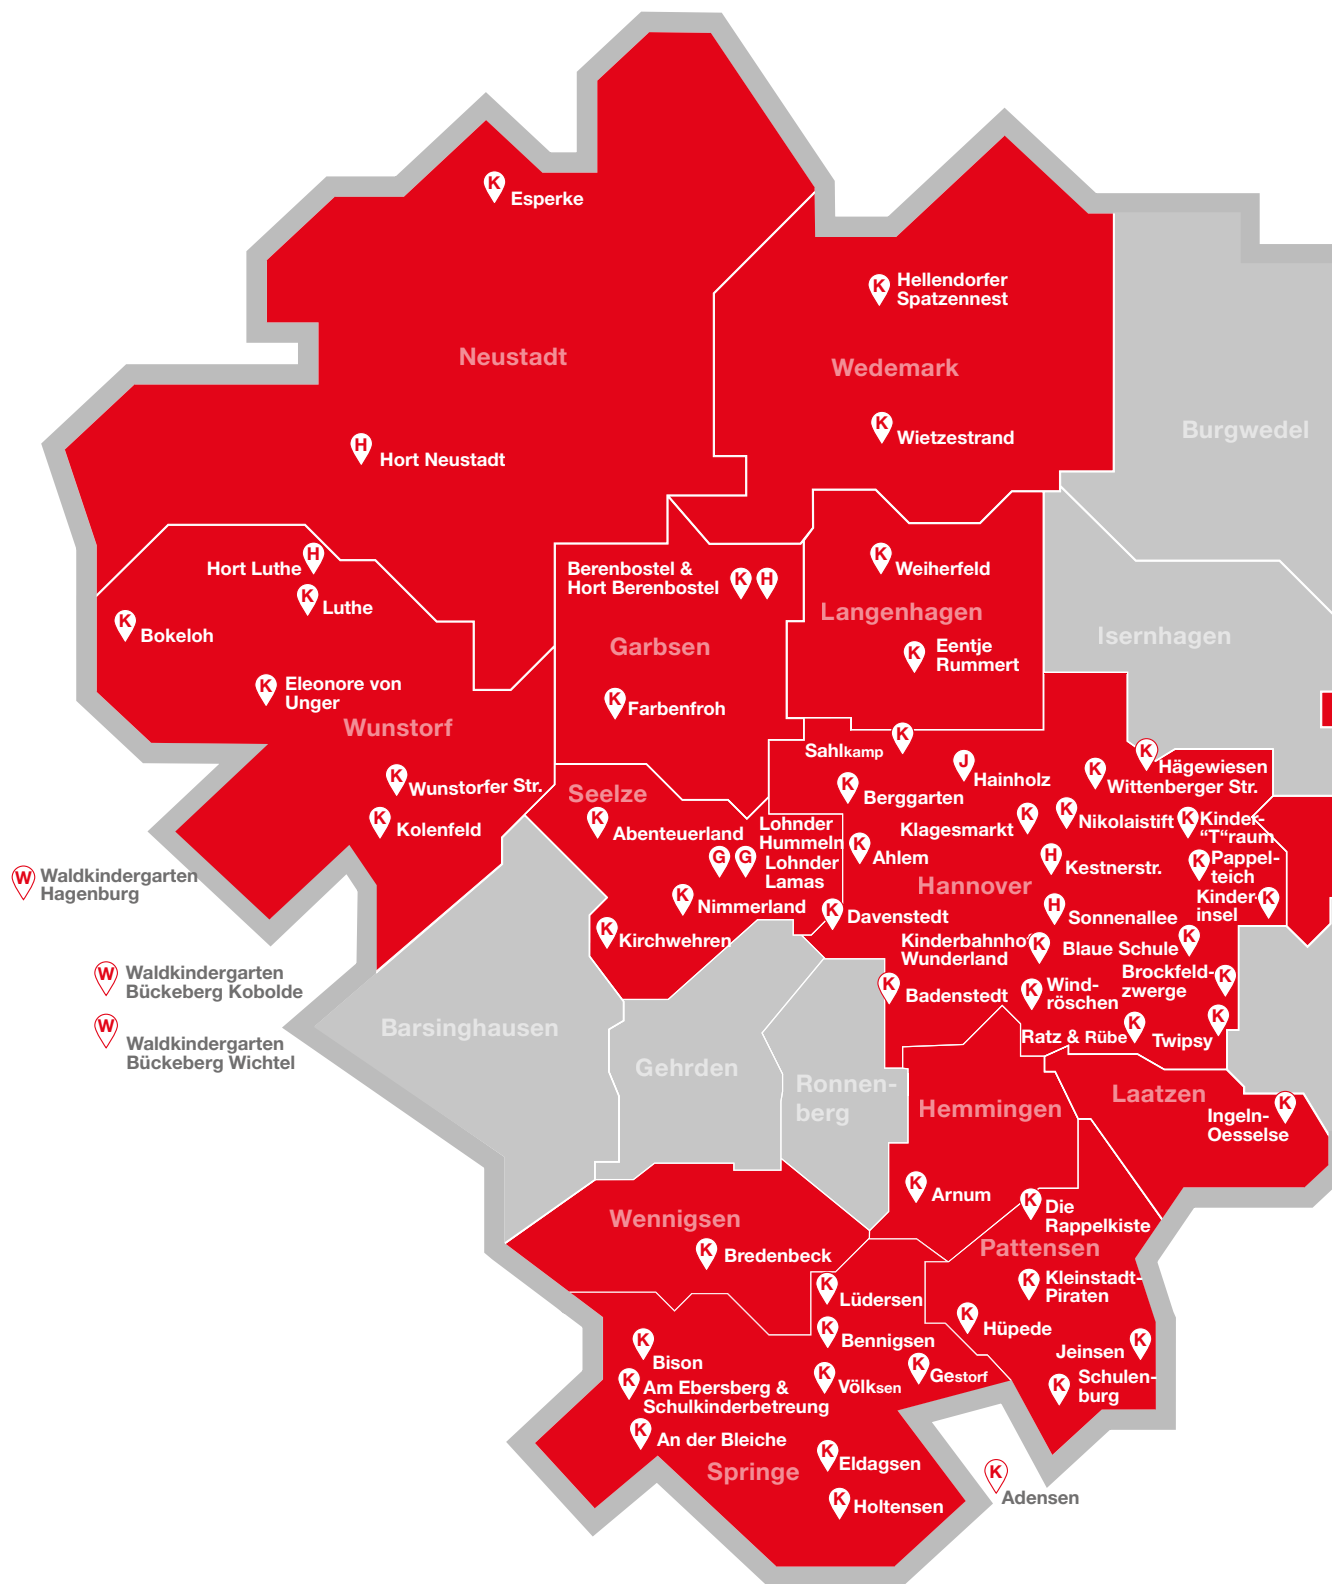 K
Esperke
K
Hellendorfer
Spatzennest
Neustadt
Wedemark
K
Wietzestrand
Burgwedel
H
Hort Neustadt
H
Hort Luthe
K
Luthe
K
Bokeloh
K
Eleonore von
Unger
Wunstorf
K
Wunstorfer Str.
K
Kolenfeld
Berenbostel &
Hort Berenbostel
K
H
Garbsen
K
Farbenfroh
K
Weiherfeld
Langenhagen
K
Eentje
Rummert
Isernhagen
Seelze
K
Abenteuerland
Lohnder
Hummeln
G
G
Lohnder
Lamas
K
Nimmerland
K
Kirchwehren
K
Sahlkamp
J
Hainholz
K
Berggarten
K
Hägewiesen
K
Wittenberger Str.
K
Klagesmarkt
K
Nikolaistift
K
Kinder-
“T“raum
K
Ahlem
H
Kestnerstr.
K
Pappel-
teich
Hannover
K
Davenstedt
H
Sonnenallee
Kinder-
insel
K
Kinderbahnhof
Wunderland
K
Blaue Schule
K
K
Badenstedt
K
Wind-
röschen
Brockfeld-
zwerge
K
Ratz & Rübe
K
Twipsy
K
W
Waldkindergarten
Hagenburg
W
Waldkindergarten
Bückeberg Kobolde
W
Waldkindergarten
Bückeberg Wichtel
Barsinghausen
Gehrden
Ronnen-
berg
Hemmingen
Laatzen
K
Ingeln-
Oesselse
K
Arnum
K
Die
Rappelkiste
Wennigsen
K
Bredenbeck
Pattensen
K
Kleinstadt-
Piraten
K
Hüpede
K
Jeinsen
K
Schulen-
burg
K
Lüdersen
K
Bennigsen
K
Bison
K
Am Ebersberg &
Schulkinderbetreung
K
Völksen
K
Gestorf
K
An der Bleiche
Springe
K
Eldagsen
K
Holtensen
K
Adensen